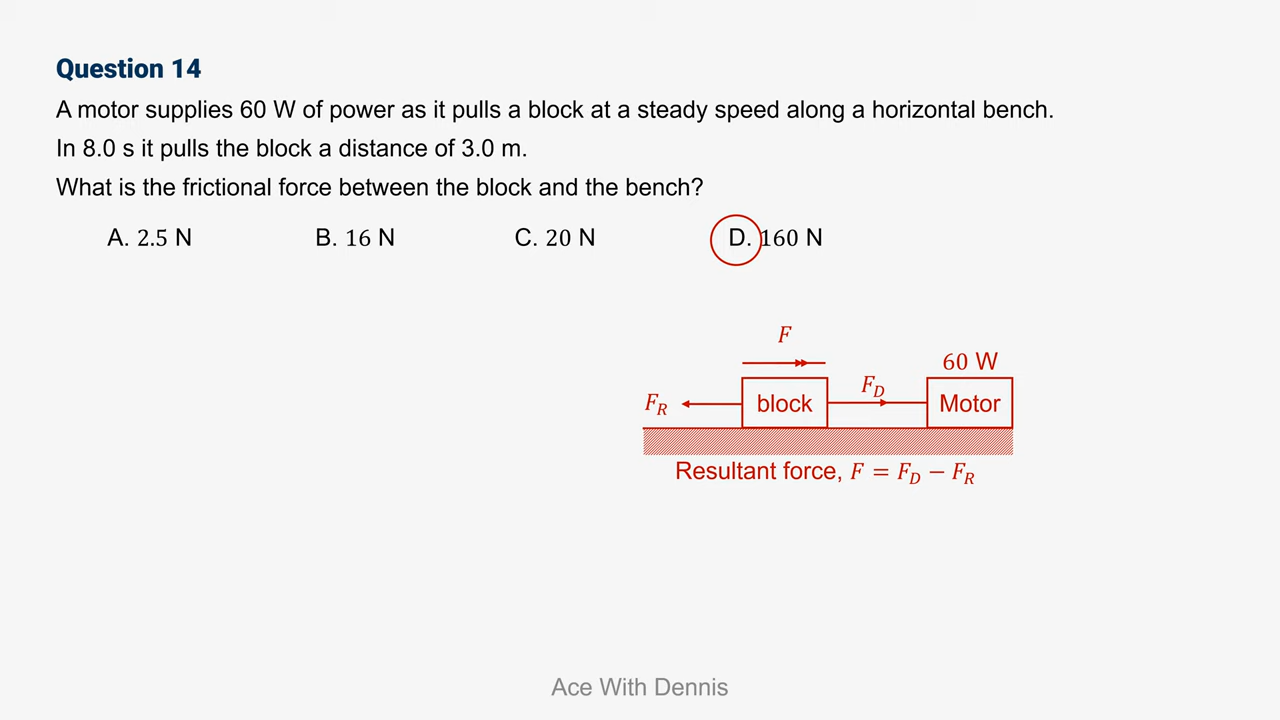 Question 14
A motor supplies 60 W of power as it pulls a block at a steady speed along a horizontal bench.
In 8.0 s it pulls the block a distance of 3.0 m.
What is the frictional force between the block and the bench?
A. 2.5 N B. 16 N C. 20 N D. 160 N
F
60 W
F_R block F_D Motor
Resultant force, F = F_D − F_R
Ace With Dennis